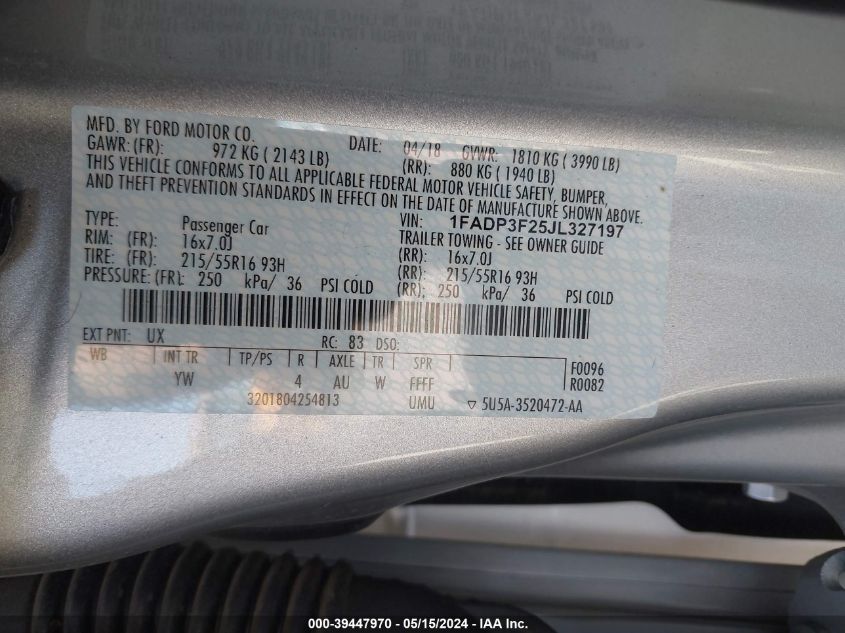 MFD. BY FORD MOTOR CO. DATE: 04/18 GVWR: 1810 KG ( 3990 LB)
GAWR: (FR): 972 KG ( 2143 LB) (RR): 880 KG ( 1940 LB)
THIS VEHICLE CONFORMS TO ALL APPLICABLE FEDERAL MOTOR VEHICLE SAFETY, BUMPER,
AND THEFT PREVENTION STANDARDS IN EFFECT ON THE DATE OF MANUFACTURE SHOWN ABOVE.
TYPE: Passenger Car VIN: 1FADP3F25JL327197
TRAILER TOWING - SEE OWNER GUIDE
RIM: (FR): 16x7.0J (RR): 16x7.0J
TIRE: (FR): 215/55R16 93H (RR): 215/55R16 93H
PRESSURE: (FR): 250 kPa/ 36 PSI COLD (RR): 250 kPa/ 36 PSI COLD
EXT PNT: UX RC: 83 DSO:
WB INT TR TP/PS R AXLE TR SPR F0096
YW 4 AU W FFFF R0082
3201804254813 UMU ▽ 5U5A-3520472-AA
000-39447970 - 05/15/2024 - IAA Inc.